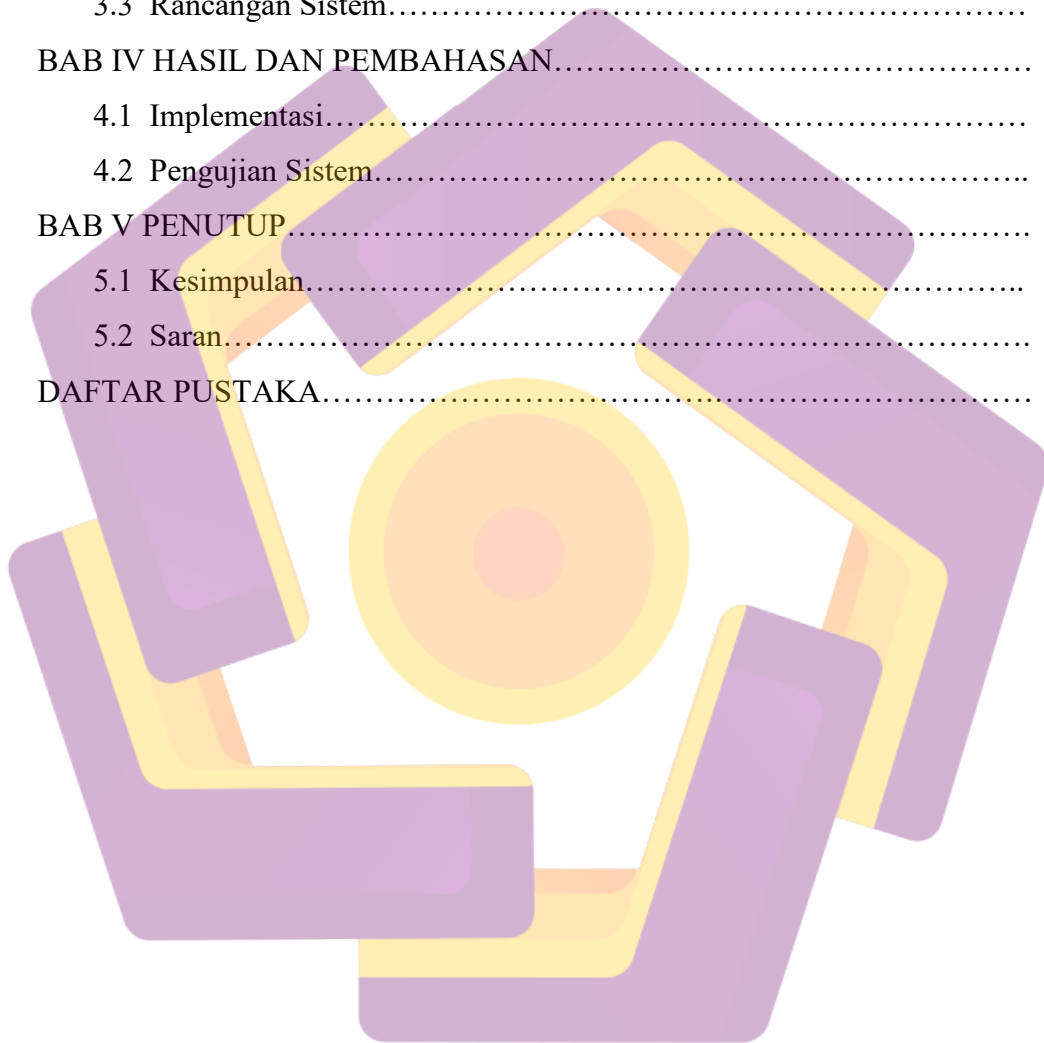 3.3 Rancangan Sistem……………………………………………………………………
BAB IV HASIL DAN PEMBAHASAN……………………………………………………
4.1 Implementasi……………………………………………………………………………
4.2 Pengujian Sistem………………………………………………………………………..
BAB V PENUTUP……………………………………………………………………………….
5.1 Kesimpulan……………………………………………………………………………..
5.2 Saran…………………………………………………………………………………….
DAFTAR PUSTAKA……………………………………………………………………………